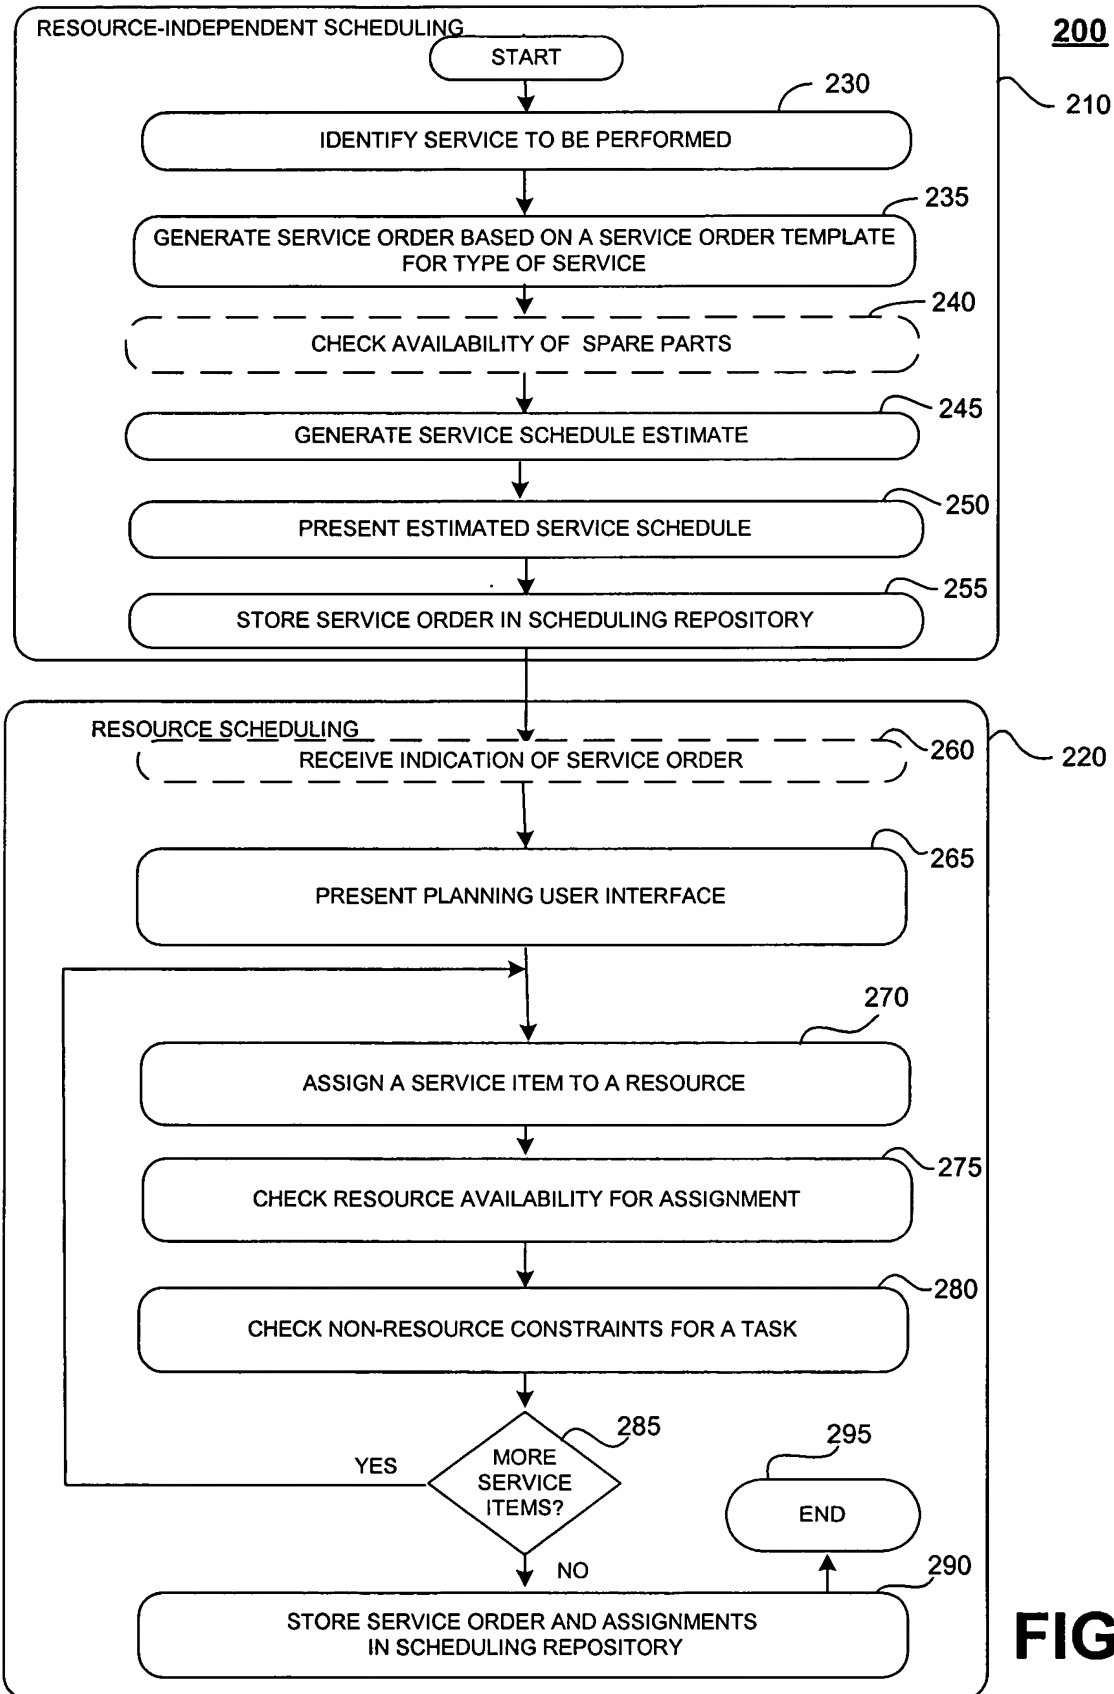 RESOURCE-INDEPENDENT SCHEDULING
200
START
210
230
IDENTIFY SERVICE TO BE PERFORMED
235
GENERATE SERVICE ORDER BASED ON A SERVICE ORDER TEMPLATE
FOR TYPE OF SERVICE
240
CHECK AVAILABILITY OF SPARE PARTS
245
GENERATE SERVICE SCHEDULE ESTIMATE
250
PRESENT ESTIMATED SERVICE SCHEDULE
255
STORE SERVICE ORDER IN SCHEDULING REPOSITORY
RESOURCE SCHEDULING
260
220
RECEIVE INDICATION OF SERVICE ORDER
265
PRESENT PLANNING USER INTERFACE
270
ASSIGN A SERVICE ITEM TO A RESOURCE
275
CHECK RESOURCE AVAILABILITY FOR ASSIGNMENT
280
CHECK NON-RESOURCE CONSTRAINTS FOR A TASK
285
295
YES
MORE
SERVICE
ITEMS?
END
NO
290
STORE SERVICE ORDER AND ASSIGNMENTS
IN SCHEDULING REPOSITORY
FIG